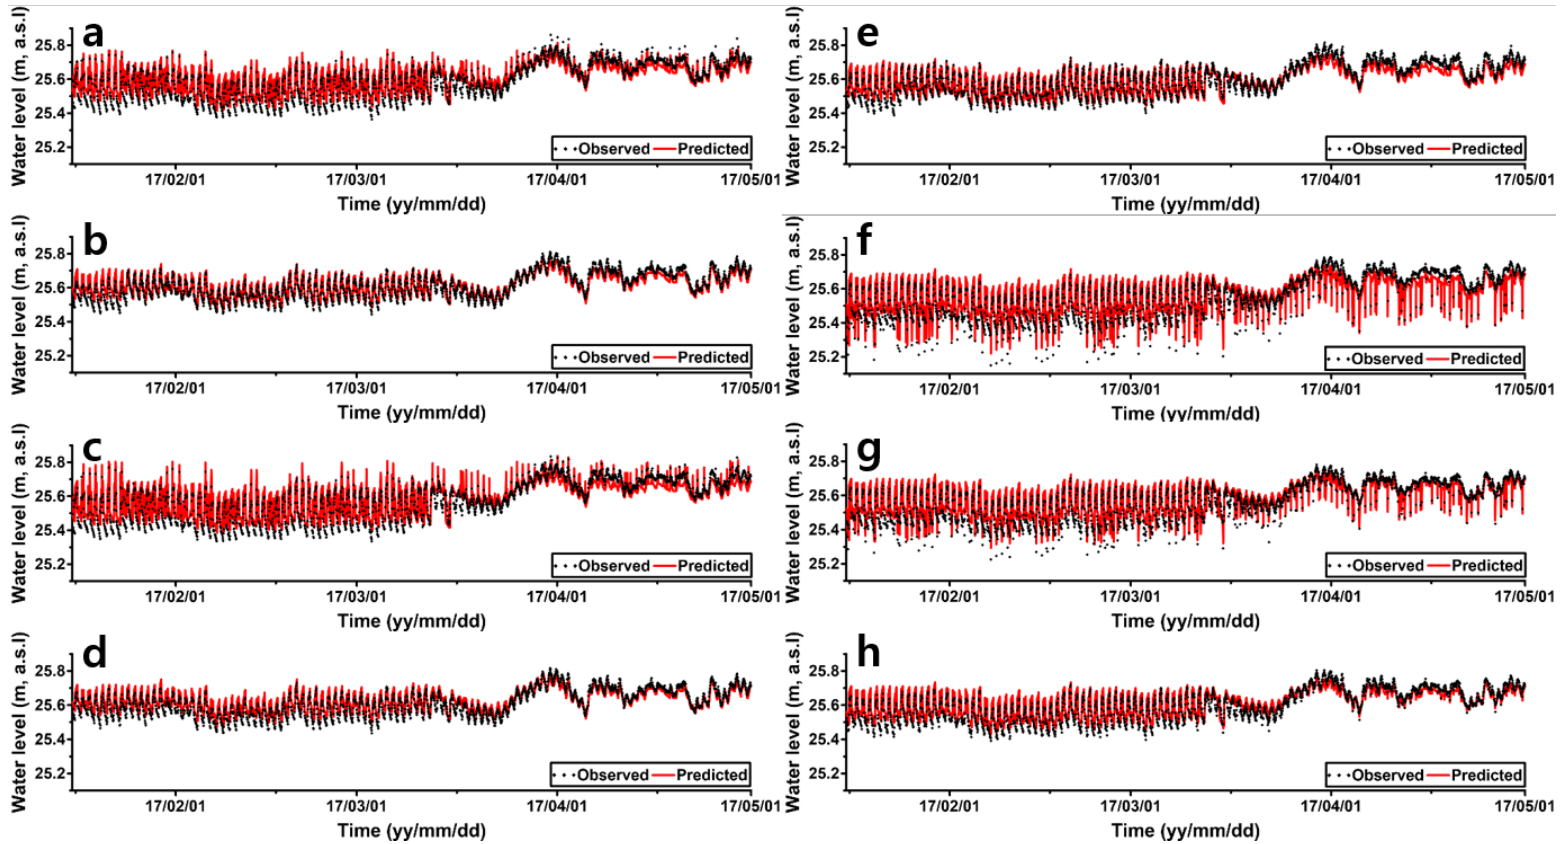 a
Water level (m, a.s.l)
25.8
25.6
25.4
25.2
Observed Predicted
17/02/01 17/03/01 17/04/01 17/05/01
Time (yy/mm/dd)
b
Water level (m, a.s.l)
25.8
25.6
25.4
25.2
Observed Predicted
17/02/01 17/03/01 17/04/01 17/05/01
Time (yy/mm/dd)
c
Water level (m, a.s.l)
25.8
25.6
25.4
25.2
Observed Predicted
17/02/01 17/03/01 17/04/01 17/05/01
Time (yy/mm/dd)
d
Water level (m, a.s.l)
25.8
25.6
25.4
25.2
Observed Predicted
17/02/01 17/03/01 17/04/01 17/05/01
Time (yy/mm/dd)
e
Water level (m, a.s.l)
25.8
25.6
25.4
25.2
Observed Predicted
17/02/01 17/03/01 17/04/01 17/05/01
Time (yy/mm/dd)
f
Water level (m, a.s.l)
25.8
25.6
25.4
25.2
Observed Predicted
17/02/01 17/03/01 17/04/01 17/05/01
Time (yy/mm/dd)
g
Water level (m, a.s.l)
25.8
25.6
25.4
25.2
Observed Predicted
17/02/01 17/03/01 17/04/01 17/05/01
Time (yy/mm/dd)
h
Water level (m, a.s.l)
25.8
25.6
25.4
25.2
Observed Predicted
17/02/01 17/03/01 17/04/01 17/05/01
Time (yy/mm/dd)